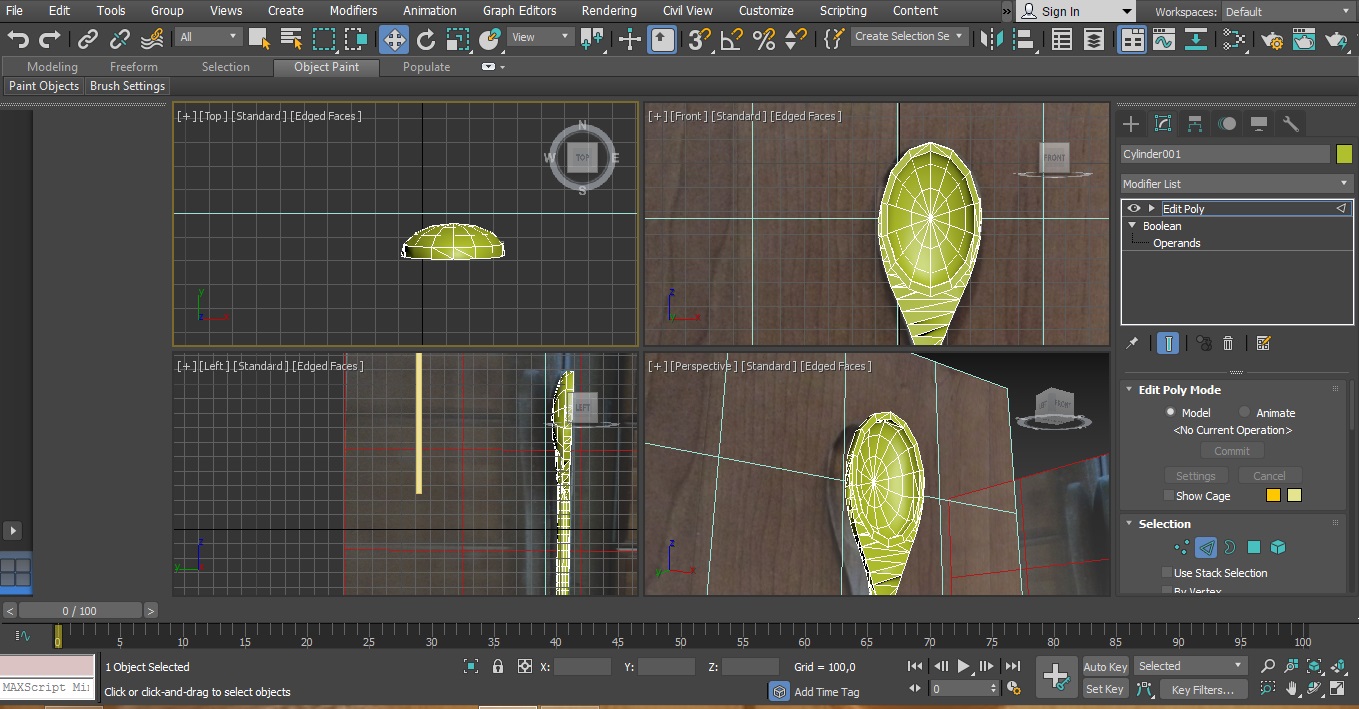 File Edit Tools Group Views Create Modifiers Animation Graph Editors Rendering Civil View Customize Scripting Content » Sign In Workspaces: Default
All View 3 Create Selection Se
Modeling Freeform Selection Object Paint Populate
Paint Objects Brush Settings
[+] [Top] [Standard] [Edged Faces]
N
W TOP E
S
y
z x
[+] [Front] [Standard] [Edged Faces]
FRONT
z
x
Cylinder001
Modifier List
Edit Poly
Boolean
Operands
[+] [Left] [Standard] [Edged Faces]
LEFT
z
y
[+] [Perspective] [Standard] [Edged Faces]
FRONT
z
y x
Edit Poly Mode
Model Animate
<No Current Operation>
Commit
Settings Cancel
Show Cage
Selection
Use Stack Selection
By Vertex
< 0 / 100 >
0 5 10 15 20 25 30 35 40 45 50 55 60 65 70 75 80 85 90 95 100
1 Object Selected X: Y: Z: Grid = 100,0 Auto Key Selected
MAXScript Mi
Click or click-and-drag to select objects Add Time Tag 0 Set Key Key Filters...